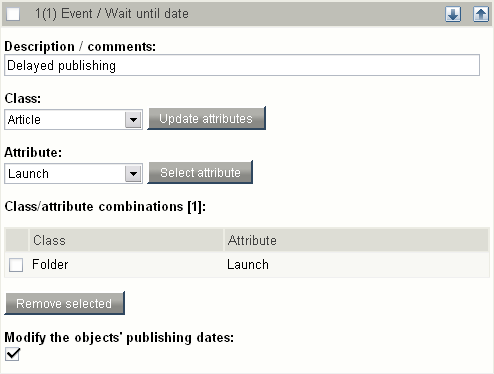 1(1) Event / Wait until date
Description / comments:
Delayed publishing
Class:
Article Update attributes
Attribute:
Launch Select attribute
Class/attribute combinations [1]:
Class Attribute
Folder Launch
Remove selected
Modify the objects' publishing dates: